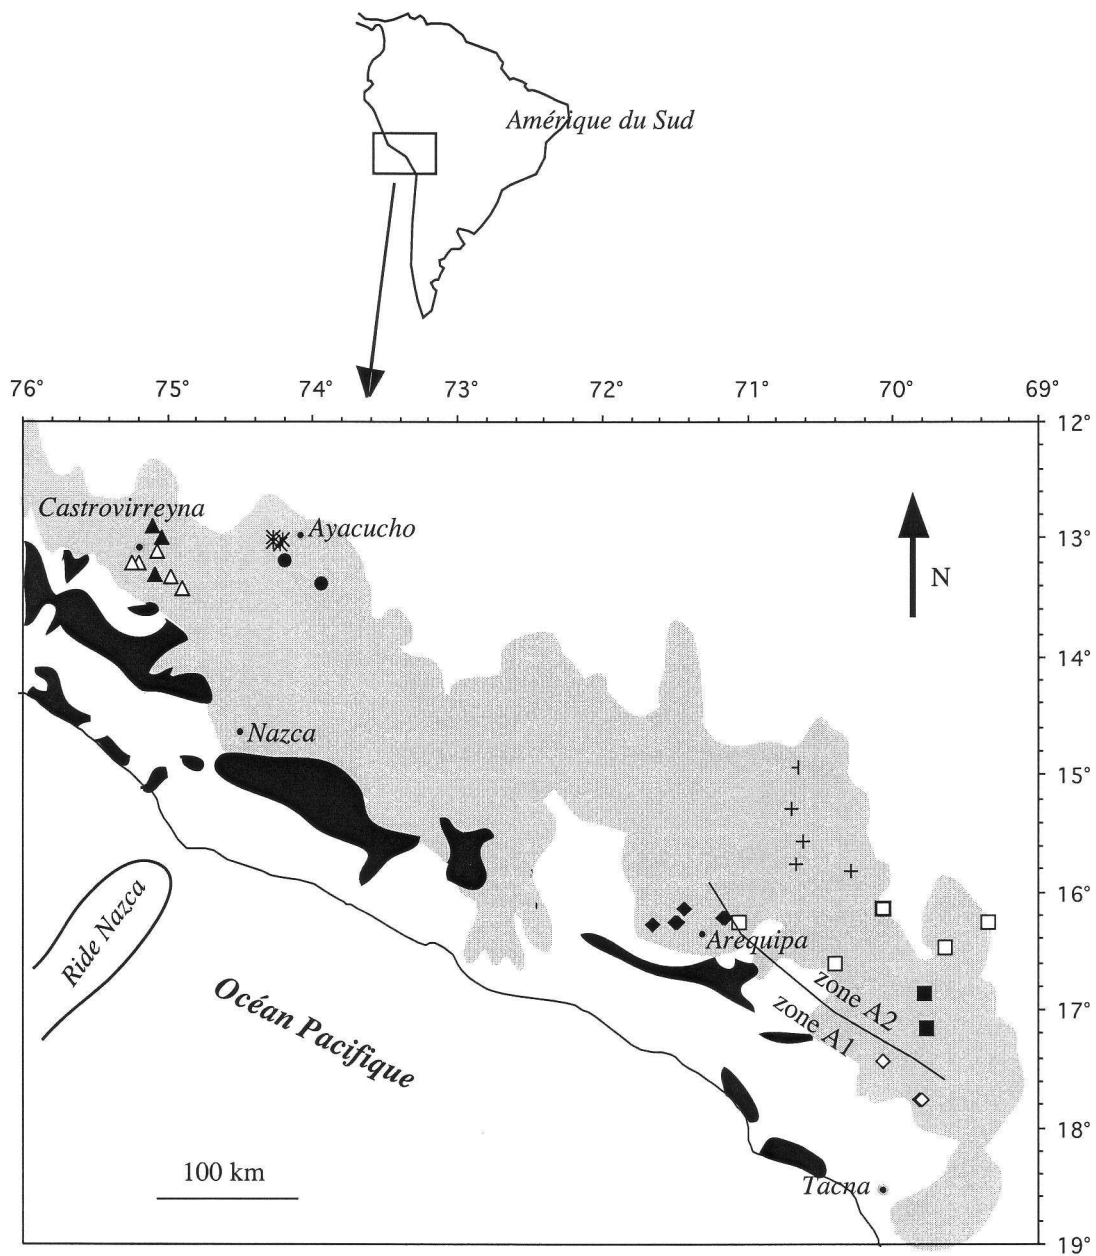 Amérique du Sud
76° 75° 74° 73° 72° 71° 70° 69°
12°
Castrovirreyna
Ayacucho
13°
N
14°
Nazca
15°
16°
Ride Nazca
Arequipa
zone A2
17°
Océan Pacifique
zone A1
18°
100 km
Tacna
19°